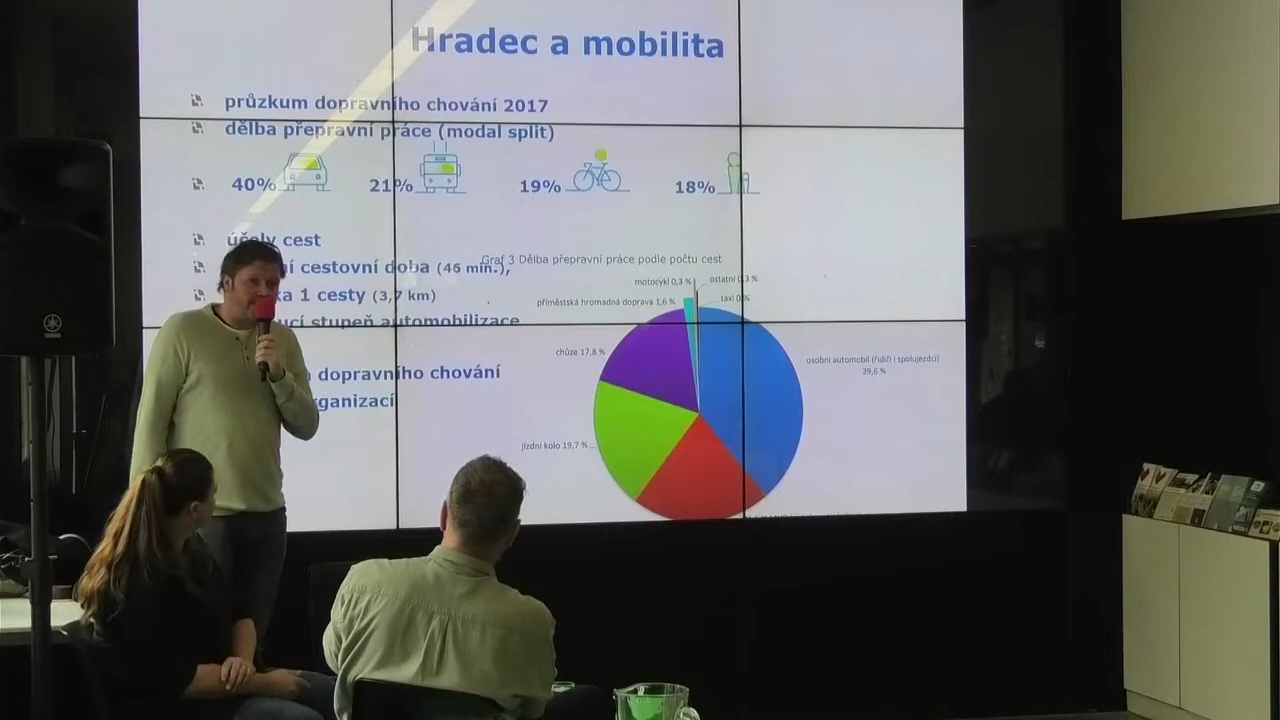 Hradec a mobilita
průzkum dopravního chování 2017
dělba přepravní práce (modal split)
40% 21% 19% 18%
účely cest
cestovní doba (46 min.),
1 cesty (3,7 km)
stupeň automobilizace
dopravního chování
Graf 3 Dělba přepravní práce podle počtu cest
motocykl 0,3 %
ostatní 0,3 %
příměstská hromadná doprava 1,6 %
taxi 0 %
chůze 17,8 %
osobní automobil (řidiči i spolujezdci)
39,6 %
jízdní kolo 19,7 %
YAMAHA